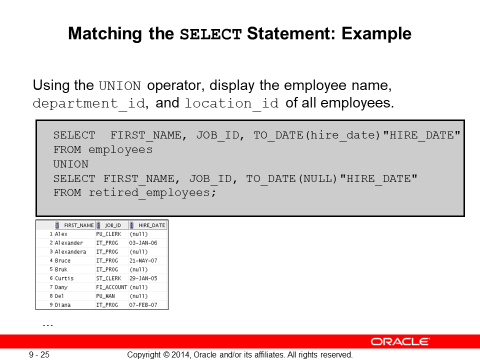 Matching the SELECT Statement: Example
Using the UNION operator, display the employee name,
department_id, and location_id of all employees.
SELECT FIRST_NAME, JOB_ID, TO_DATE(hire_date)"HIRE_DATE"
FROM employees
UNION
SELECT FIRST_NAME, JOB_ID, TO_DATE(NULL)"HIRE_DATE"
FROM retired_employees;
FIRST_NAME JOB_ID HIRE_DATE
1 Alex PU_CLERK (null)
2 Alexander IT_PROG 03-JAN-06
3 Alexandera IT_PROG (null)
4 Bruce IT_PROG 21-MAY-07
5 Bruk IT_PROG (null)
6 Curtis ST_CLERK 29-JAN-05
7 Dany FI_ACCOUNT (null)
8 Del PU_MAN (null)
9 Diana IT_PROG 07-FEB-07
...
ORACLE
9 - 25 Copyright © 2014, Oracle and/or its affiliates. All rights reserved.